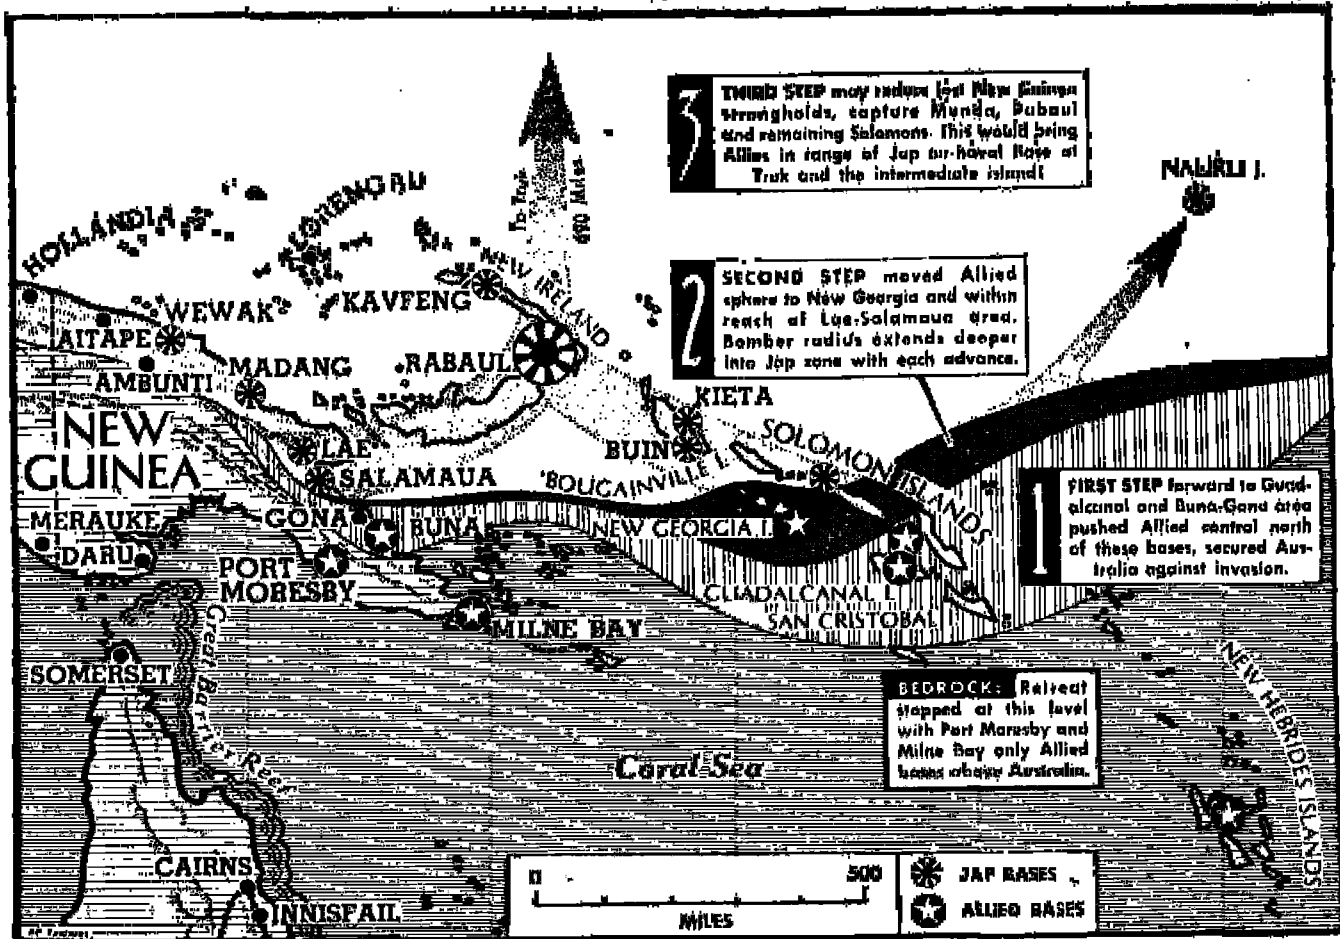 3
THIRD STEP may reduce last New Guinea
strongholds, capture Munda, Rabaul
and remaining Solomons. This would bring
Allies in range of Jap air-naval base at
Truk and the intermediate islands
NAURU I.
To Truk
Miles
HOLLANDIA
LORENGAU
2
SECOND STEP moved Allied
sphere to New Georgia and within
reach of Lae-Salamaua area.
Bomber radius extends deeper
into Jap zone with each advance.
NEW IRELAND
WEWAK
KAVFENG
AITAPE
AMBUNTI
MADANG
RABAUL
KIETA
NEW
GUINEA
LAE
BUIN
SOLOMON ISLANDS
SALAMAUA
BOUGAINVILLE I.
1
FIRST STEP forward to Guad-
alcanal and Buna-Gona area
pushed Allied control north
of these bases, secured Aus-
tralia against invasion.
MERAUKE
GONA
BUNA
NEW GEORGIA I.
DARU
PORT
MORESBY
GUADALCANAL I.
SAN CRISTOBAL
MILNE BAY
SOMERSET
Great Barrier Reef
BEDROCK: Retreat
stopped at this level
with Port Moresby and
Milne Bay only Allied
bases above Australia.
NEW HEBRIDES ISLANDS
Coral Sea
CAIRNS
INNISFAIL
0 500
MILES
JAP BASES
ALLIED BASES